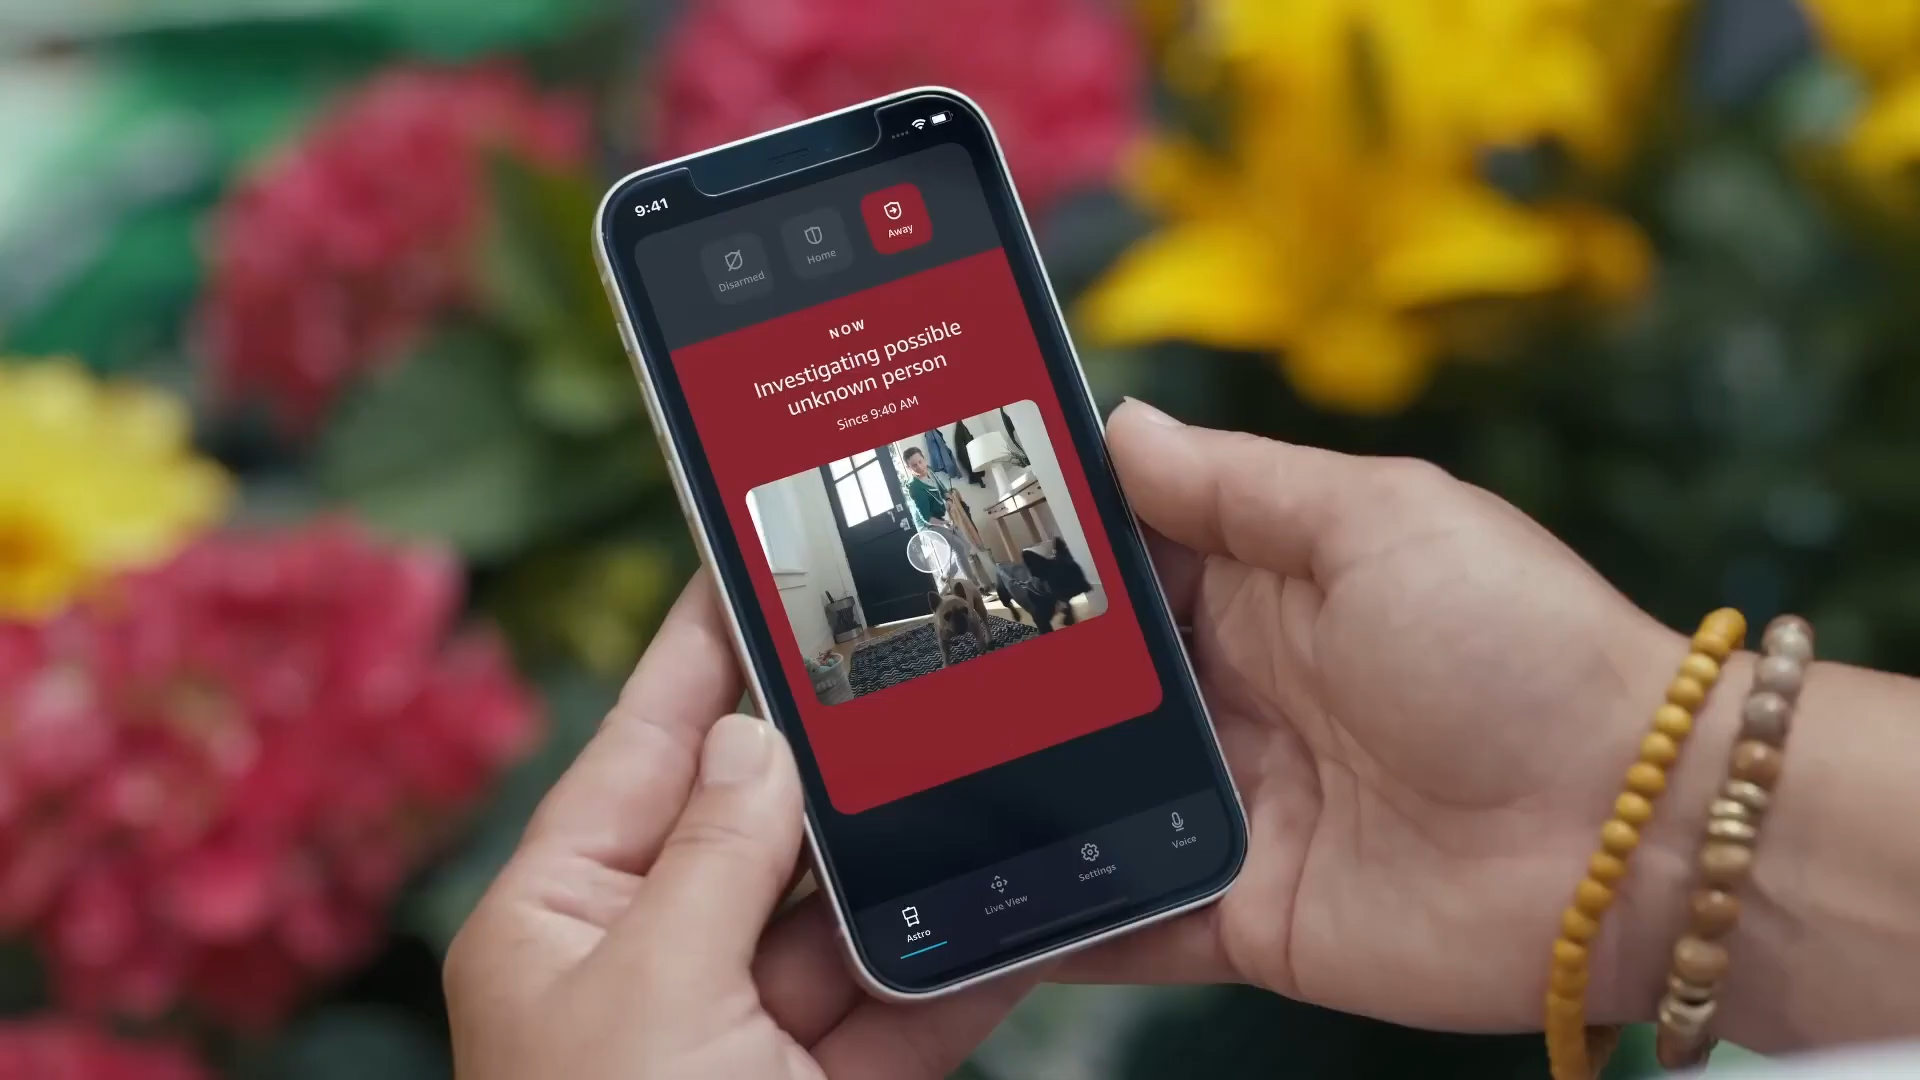 9:41
Disarmed
Home
Away
NOW
Investigating possible
unknown person
Since 9:40 AM
Astro
Live View
Settings
Voice